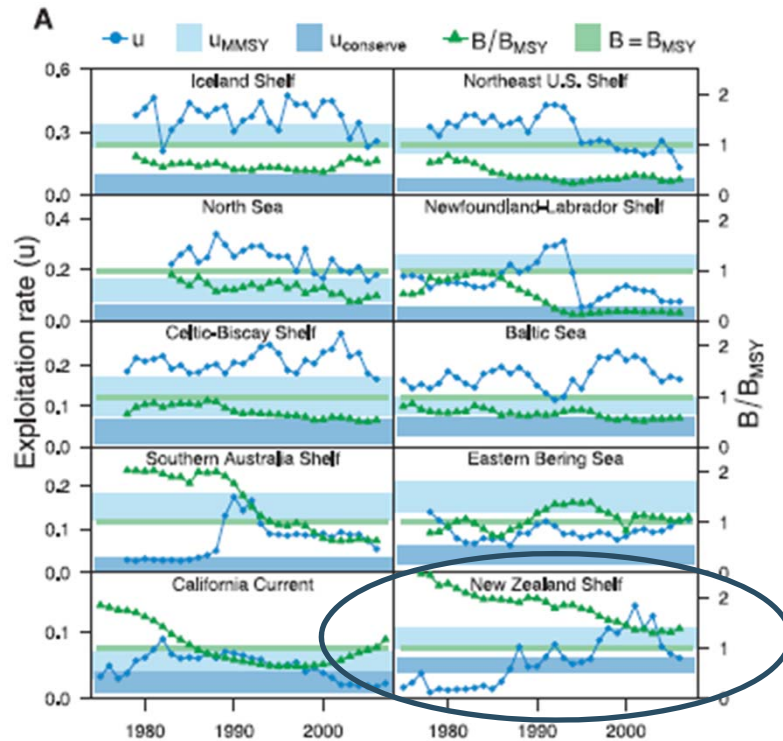 A
u uMMSY uconserve B/BMSY B = BMSY
Iceland Shelf Northeast U.S. Shelf
0.6 0.3 0.0
2 1 0
North Sea Newfoundland-Labrador Shelf
0.4 0.2 0.0
2 1 0
Celtic-Biscay Shelf Baltic Sea
0.2 0.1 0.0
2 1 0
Southern Australia Shelf Eastern Bering Sea
0.2 0.1 0.0
2 1 0
California Current New Zealand Shelf
0.1 0.0
2 1 0
1980 1990 2000 1980 1990 2000
Exploitation rate (u)
B/BMSY